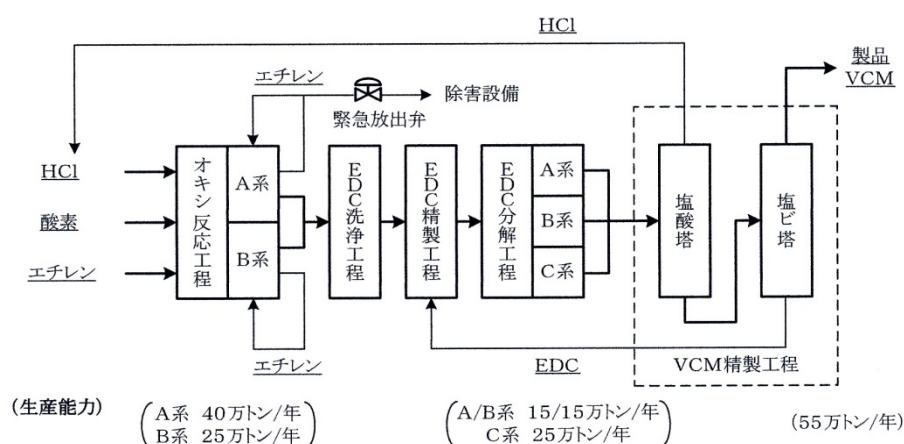 HCl
製品
VCM
エチレン
除害設備
緊急放出弁
HCl
酸素
エチレン
オキシ反応工程
A系
B系
EDC洗浄工程
EDC精製工程
EDC分解工程
A系
B系
C系
塩酸塔
塩ビ塔
エチレン
EDC
VCM精製工程
(生産能力)
(A系 40万トン/年
B系 25万トン/年)
(A/B系 15/15万トン/年
C系 25万トン/年)
(55万トン/年)